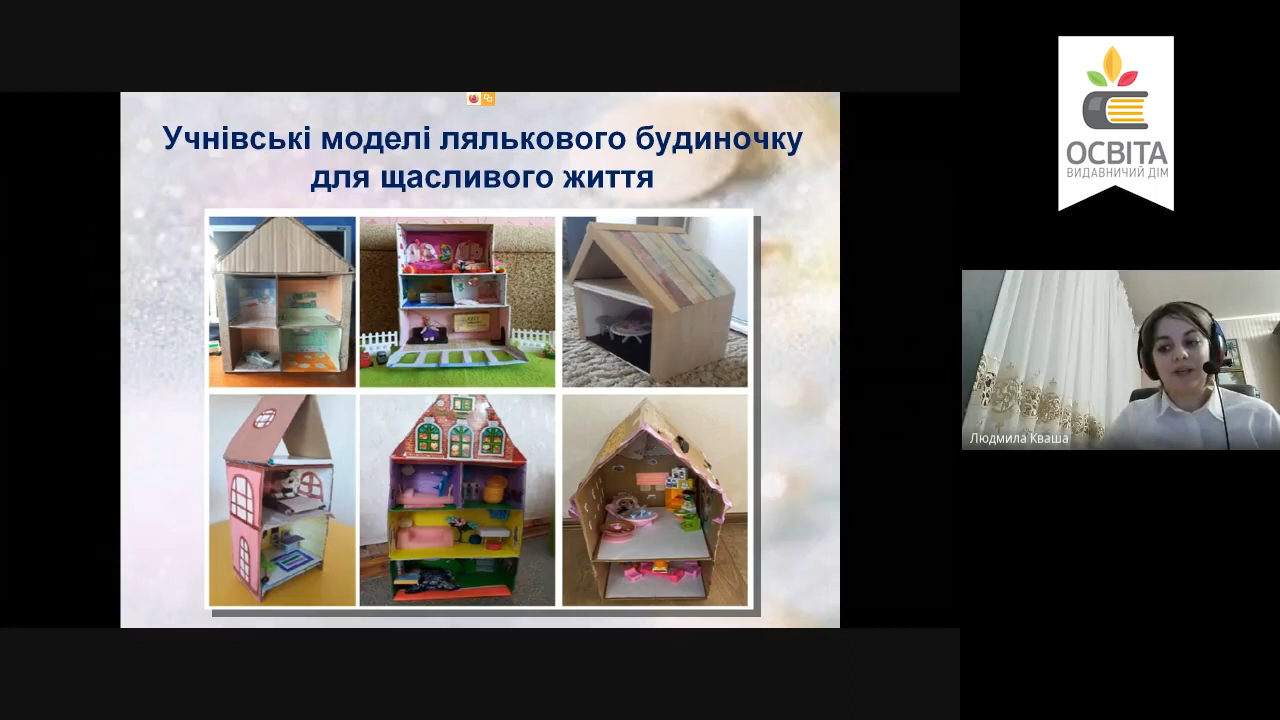 Учнівські моделі лялькового будиночку
для щасливого життя
ОСВІТА
ВИДАВНИЧИЙ ДІМ
Людмила Кваша